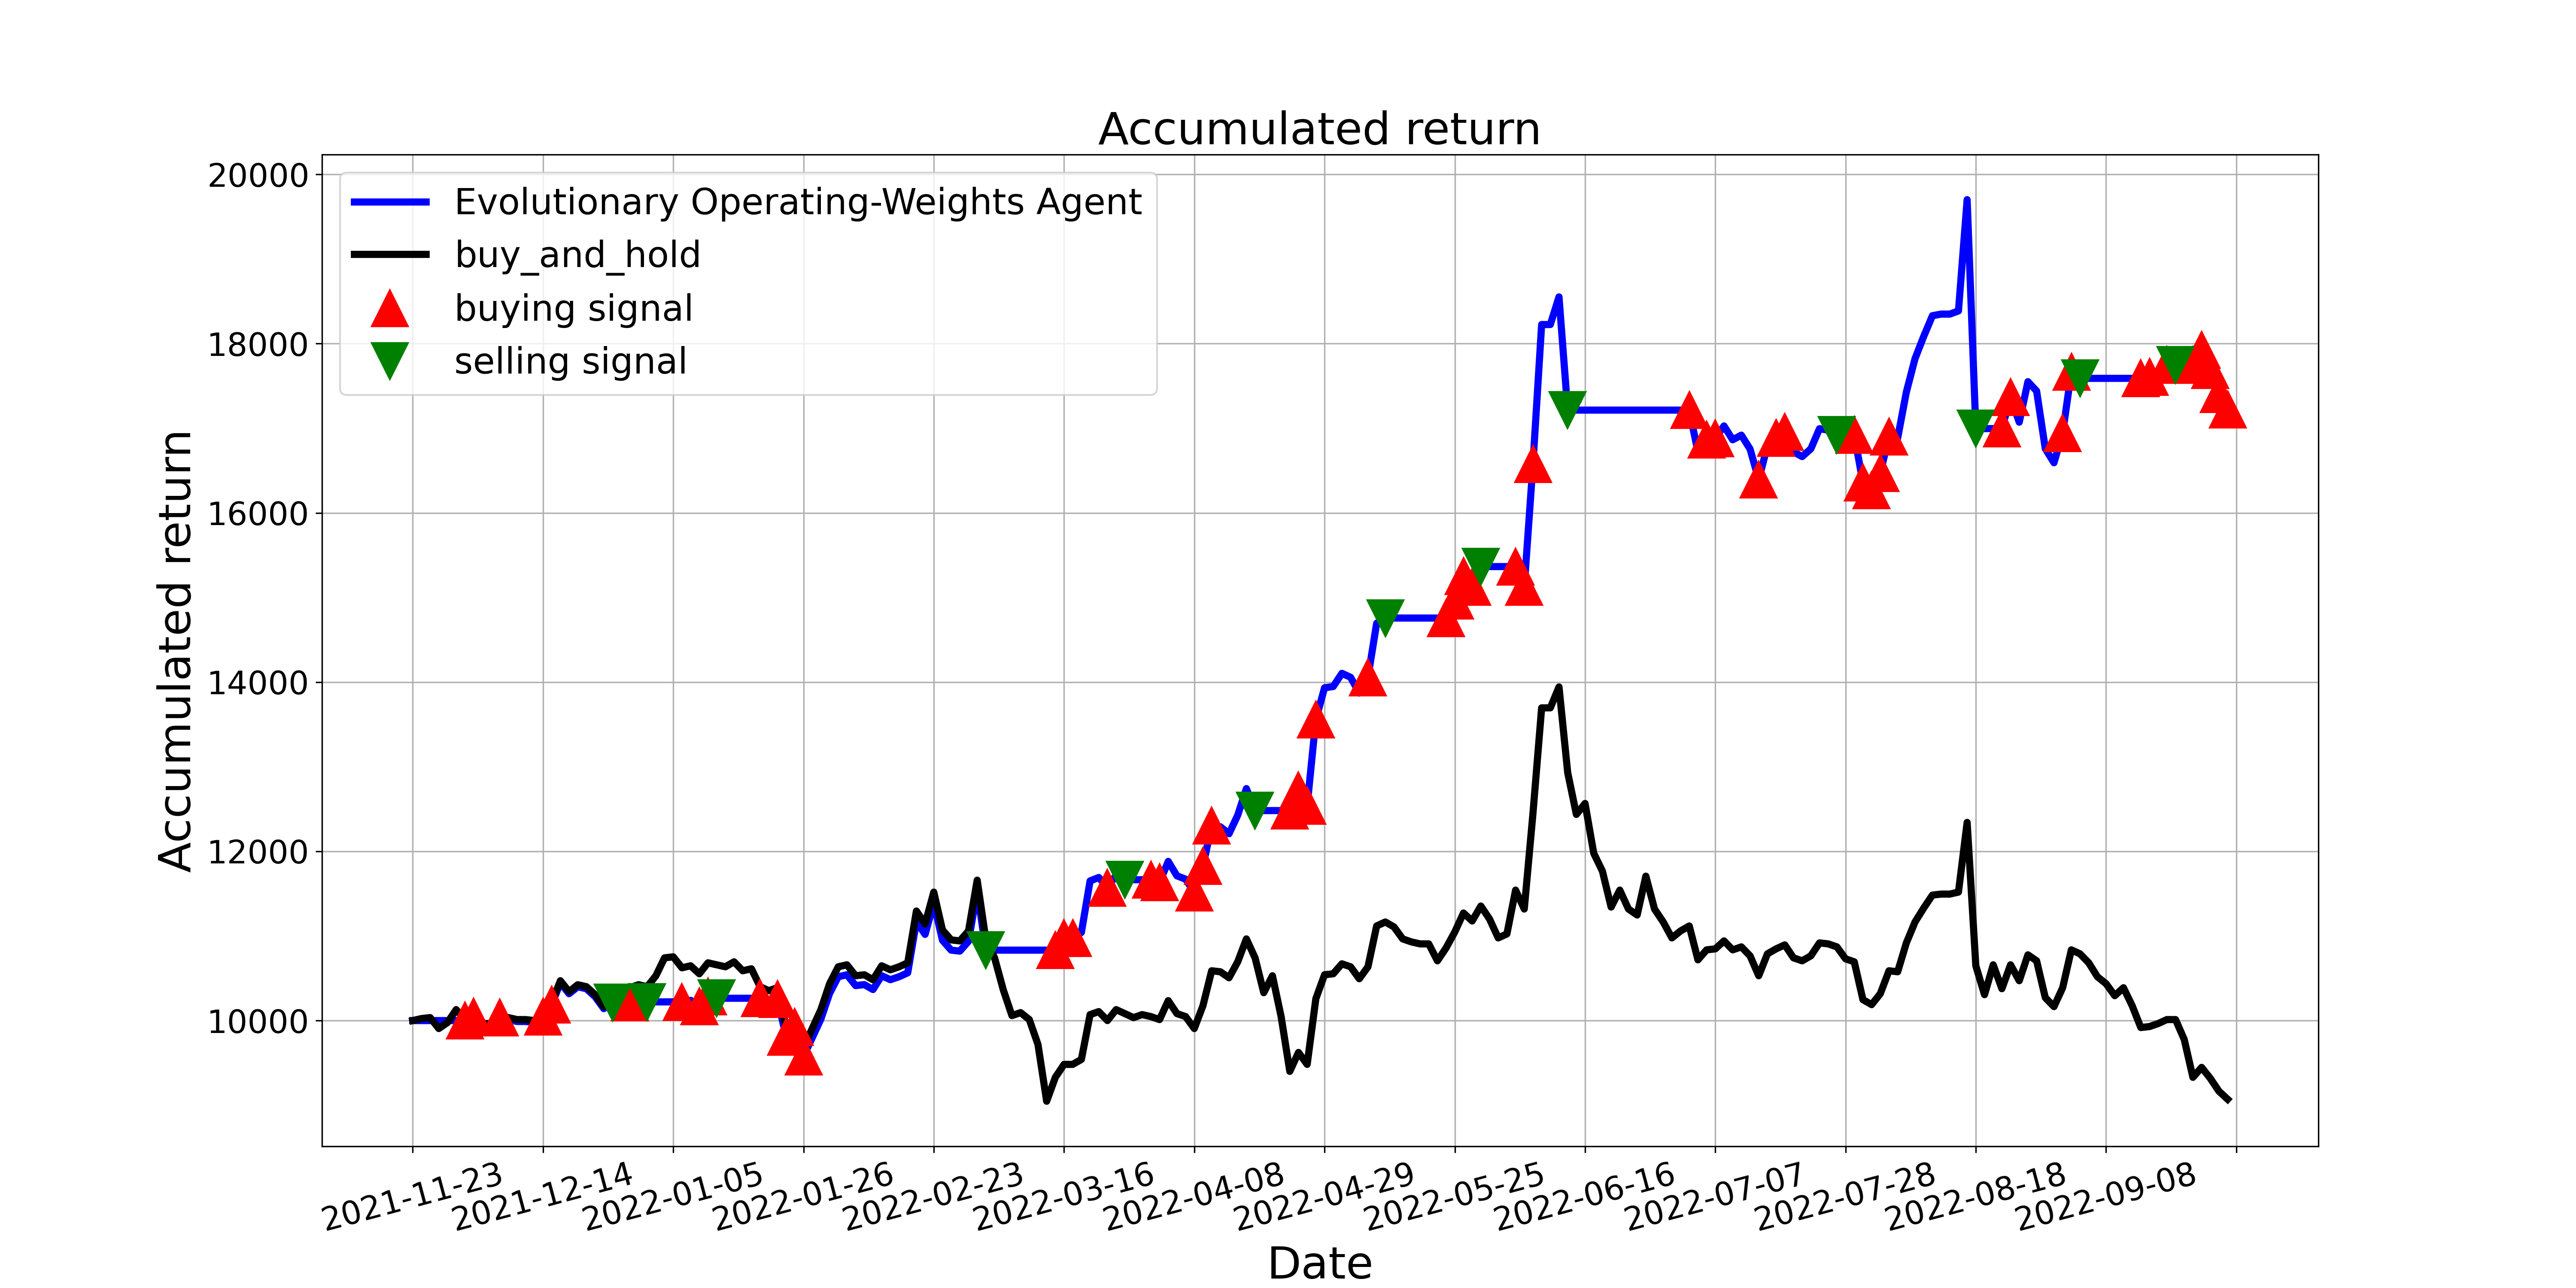 Accumulated return
20000
18000
16000
14000
12000
10000
Accumulated return
Evolutionary Operating-Weights Agent
buy_and_hold
buying signal
selling signal
2021-11-23
2021-12-14
2022-01-05
2022-01-26
2022-02-23
2022-03-16
2022-04-08
2022-04-29
2022-05-25
2022-06-16
2022-07-07
2022-07-28
2022-08-18
2022-09-08
Date